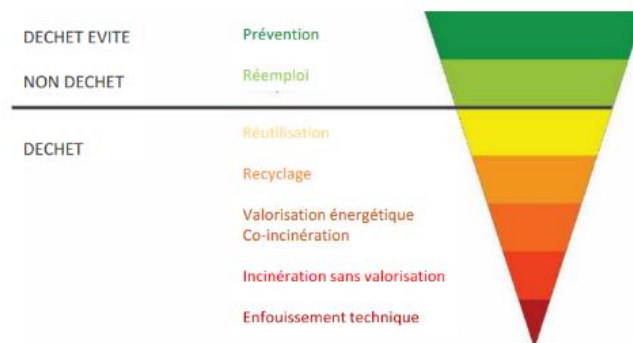 DECHET EVITE
Prévention
NON DECHET
Réemploi
DECHET
Réutilisation
Recyclage
Valorisation énergétique
Co-incinération
Incinération sans valorisation
Enfouissement technique